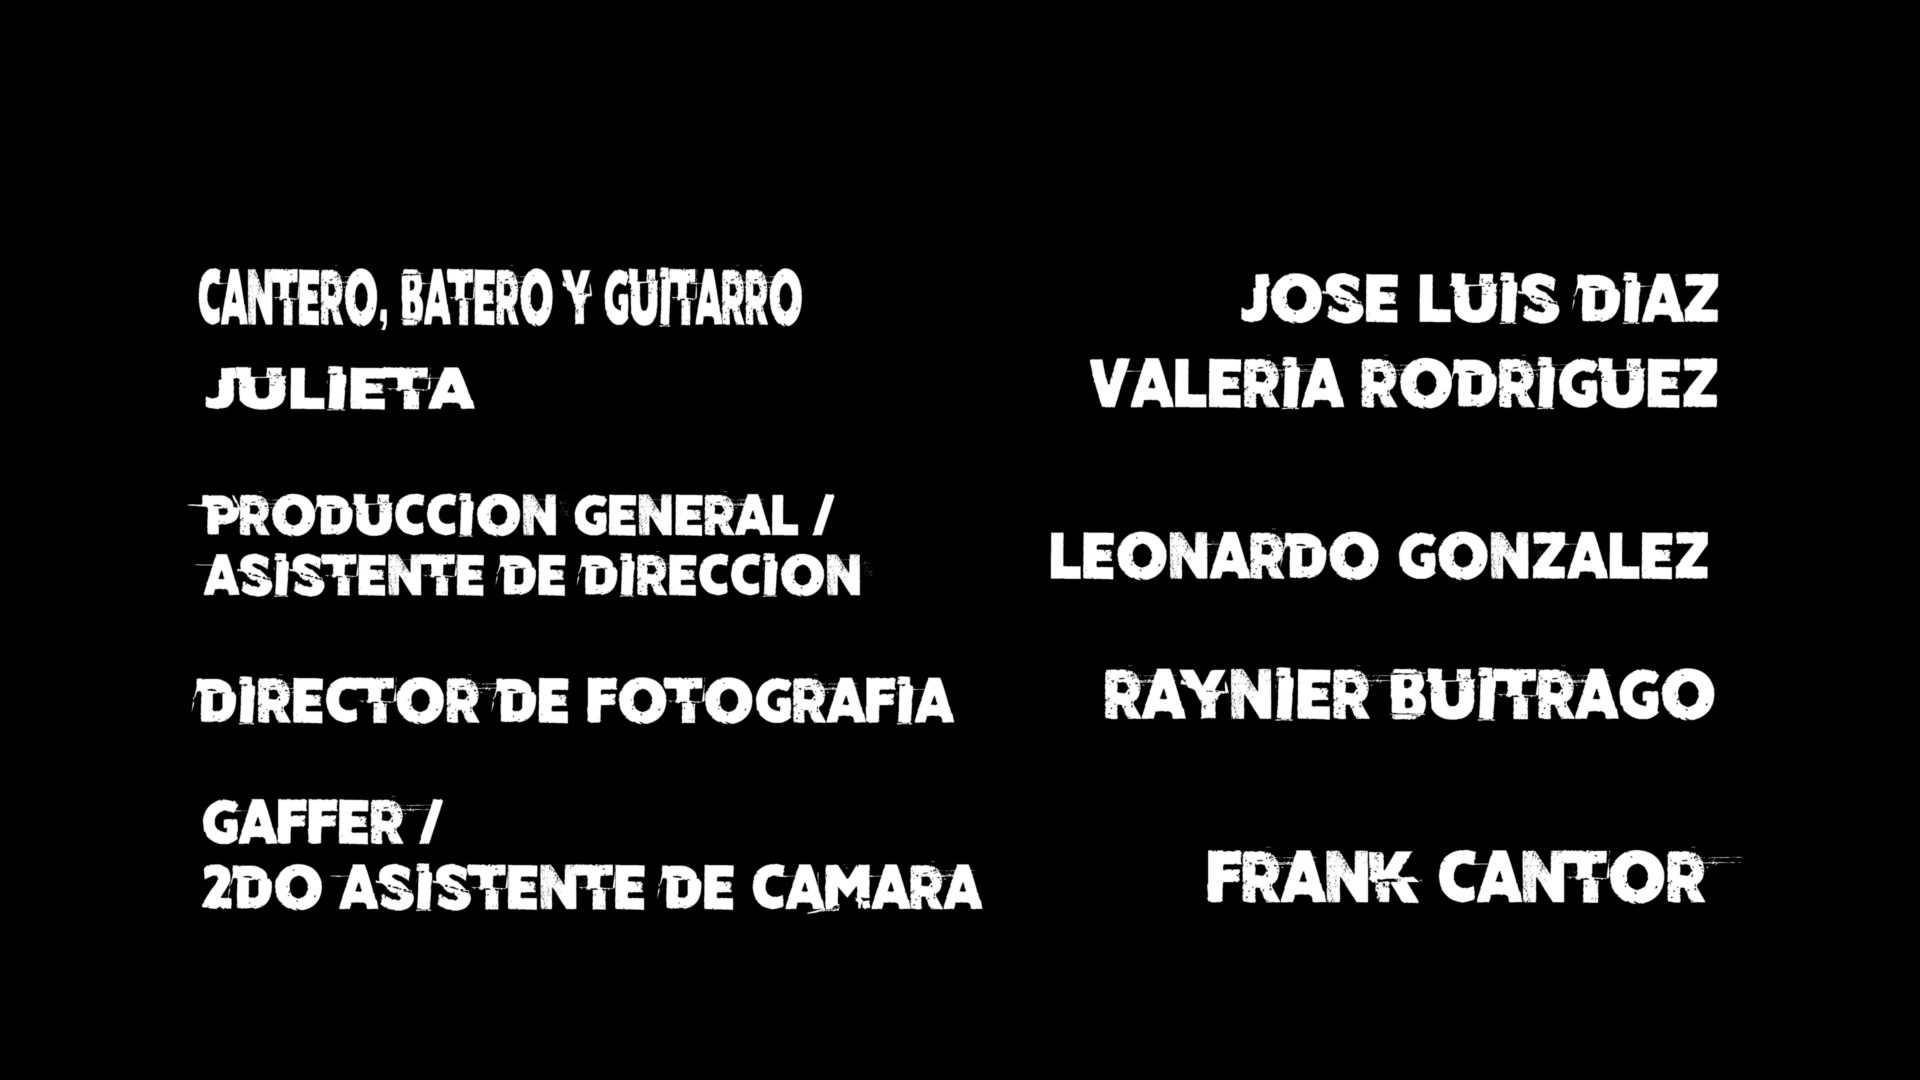 CANTERO, BATERO Y GUITARRO JOSE LUIS DIAZ
JULIETA VALERIA RODRIGUEZ
PRODUCCION GENERAL /
ASISTENTE DE DIRECCION LEONARDO GONZALEZ
DIRECTOR DE FOTOGRAFIA RAYNIER BUITRAGO
GAFFER /
2DO ASISTENTE DE CAMARA FRANK CANTOR